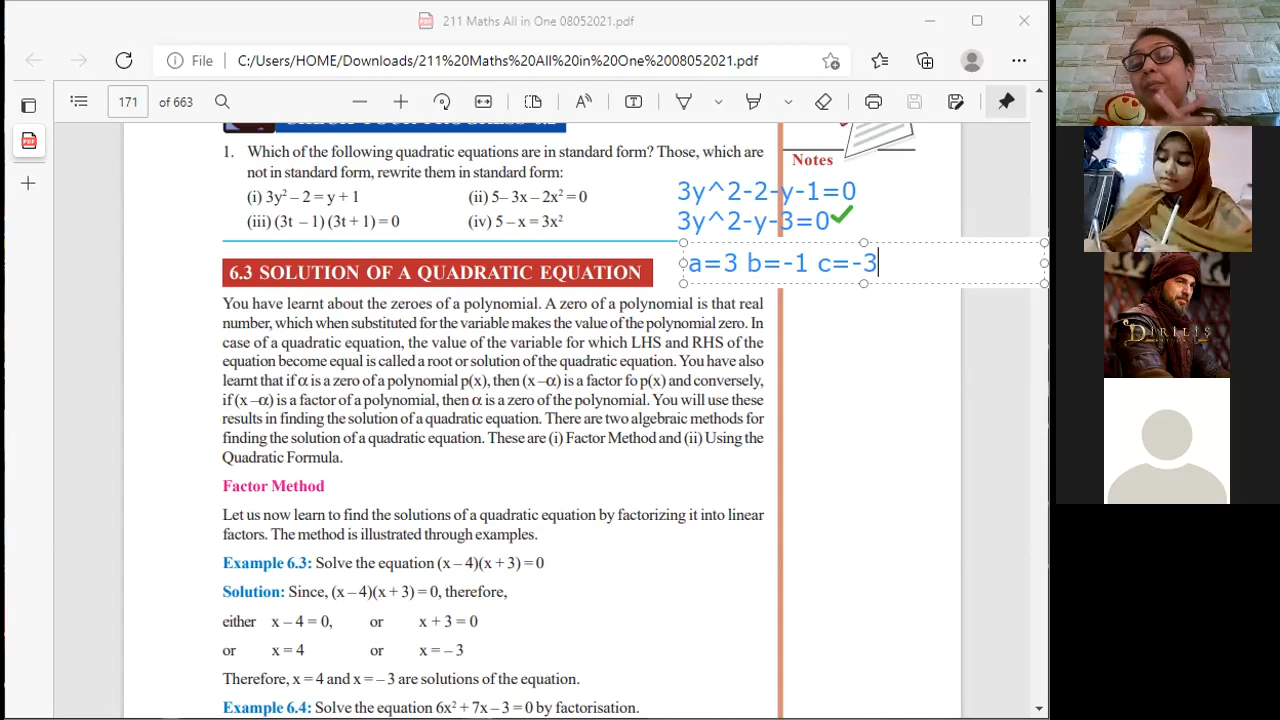 211 Maths All in One 08052021.pdf
File C:/Users/HOME/Downloads/211%20Maths%20All%20in%20One%2008052021.pdf
171 of 663
1. Which of the following quadratic equations are in standard form? Those, which are
not in standard form, rewrite them in standard form:
(i) 3y² – 2 = y + 1 (ii) 5– 3x – 2x² = 0
(iii) (3t – 1) (3t + 1) = 0 (iv) 5 – x = 3x²
Notes
3y^2-2-y-1=0
3y^2-y-3=0
a=3 b=-1 c=-3
6.3 SOLUTION OF A QUADRATIC EQUATION
You have learnt about the zeroes of a polynomial. A zero of a polynomial is that real
number, which when substituted for the variable makes the value of the polynomial zero. In
case of a quadratic equation, the value of the variable for which LHS and RHS of the
equation become equal is called a root or solution of the quadratic equation. You have also
learnt that if α is a zero of a polynomial p(x), then (x –α) is a factor fo p(x) and conversely,
if (x –α) is a factor of a polynomial, then α is a zero of the polynomial. You will use these
results in finding the solution of a quadratic equation. There are two algebraic methods for
finding the solution of a quadratic equation. These are (i) Factor Method and (ii) Using the
Quadratic Formula.
Factor Method
Let us now learn to find the solutions of a quadratic equation by factorizing it into linear
factors. The method is illustrated through examples.
Example 6.3: Solve the equation (x – 4)(x + 3) = 0
Solution: Since, (x – 4)(x + 3) = 0, therefore,
either x – 4 = 0, or x + 3 = 0
or x = 4 or x = – 3
Therefore, x = 4 and x = – 3 are solutions of the equation.
Example 6.4: Solve the equation 6x² + 7x – 3 = 0 by factorisation.
DİRİLİŞ